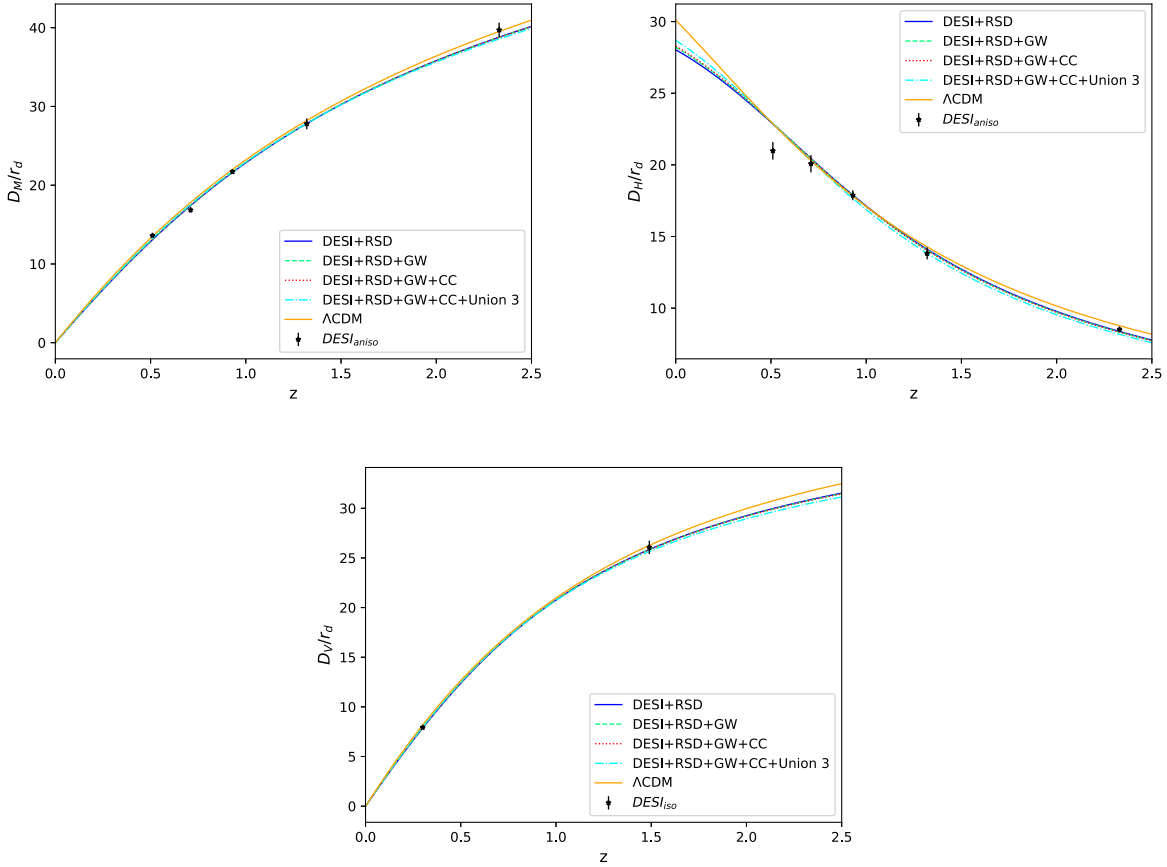 40
30
20
10
0
D_M/r_d
DESI+RSD
DESI+RSD+GW
DESI+RSD+GW+CC
DESI+RSD+GW+CC+Union 3
ΛCDM
DESI_aniso
0.0 0.5 1.0 1.5 2.0 2.5
z
30
25
20
15
10
D_H/r_d
DESI+RSD
DESI+RSD+GW
DESI+RSD+GW+CC
DESI+RSD+GW+CC+Union 3
ΛCDM
DESI_aniso
0.0 0.5 1.0 1.5 2.0 2.5
z
30
25
20
15
10
5
0
D_V/r_d
DESI+RSD
DESI+RSD+GW
DESI+RSD+GW+CC
DESI+RSD+GW+CC+Union 3
ΛCDM
DESI_iso
0.0 0.5 1.0 1.5 2.0 2.5
z